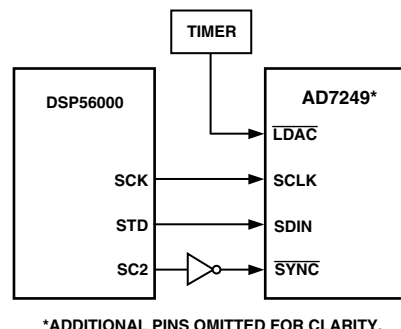 TIMER
DSP56000
AD7249*
LDAC
SCK
SCLK
STD
SDIN
SC2
SYNC
*ADDITIONAL PINS OMITTED FOR CLARITY.